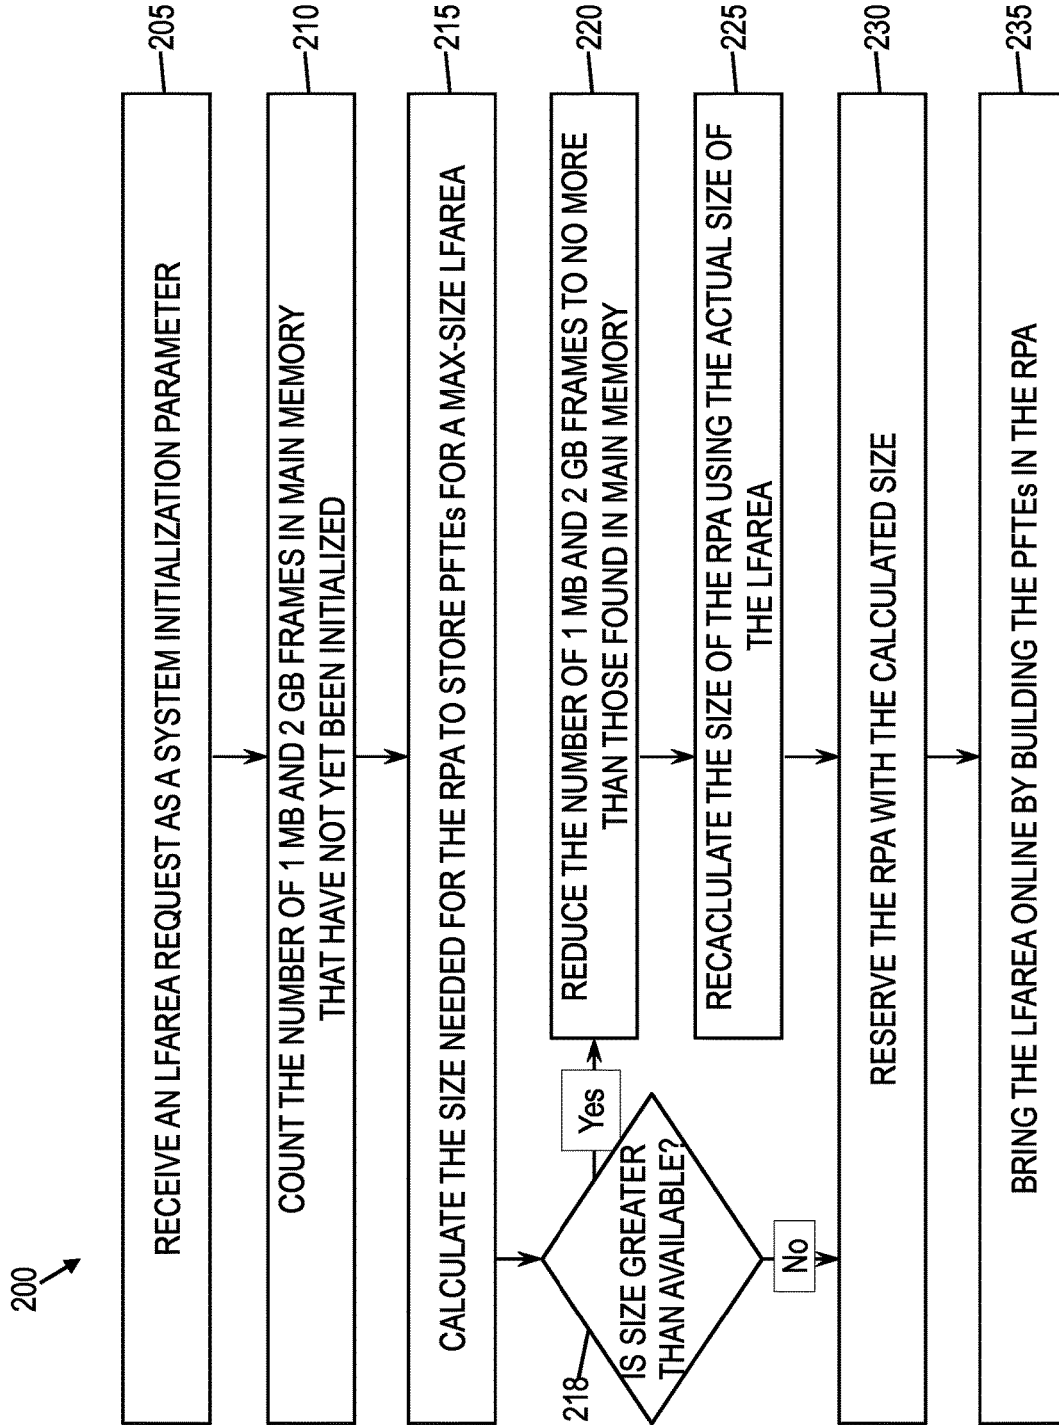 200
RECEIVE AN LFAREA REQUEST AS A SYSTEM INITIALIZATION PARAMETER
205
COUNT THE NUMBER OF 1 MB AND 2 GB FRAMES IN MAIN MEMORY
THAT HAVE NOT YET BEEN INITIALIZED
210
CALCULATE THE SIZE NEEDED FOR THE RPA TO STORE PFTEs FOR A MAX-SIZE LFAREA
215
218
IS SIZE GREATER
THAN AVAILABLE?
Yes
No
REDUCE THE NUMBER OF 1 MB AND 2 GB FRAMES TO NO MORE
THAN THOSE FOUND IN MAIN MEMORY
220
RECACLULATE THE SIZE OF THE RPA USING THE ACTUAL SIZE OF
THE LFAREA
225
RESERVE THE RPA WITH THE CALCULATED SIZE
230
BRING THE LFAREA ONLINE BY BUILDING THE PFTEs IN THE RPA
235